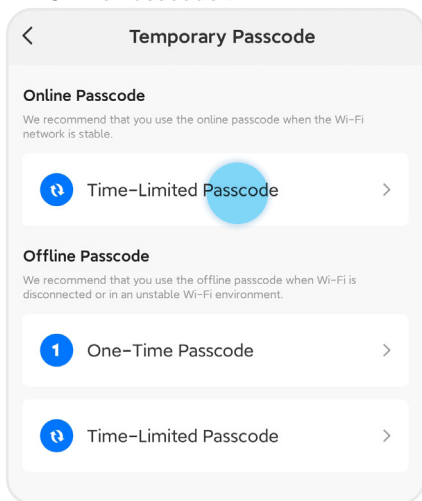 Temporary Passcode
Online Passcode
We recommend that you use the online passcode when the Wi-Fi
network is stable.
Time-Limited Passcode
Offline Passcode
We recommend that you use the offline passcode when Wi-Fi is
disconnected or in an unstable Wi-Fi environment.
1 One-Time Passcode
Time-Limited Passcode